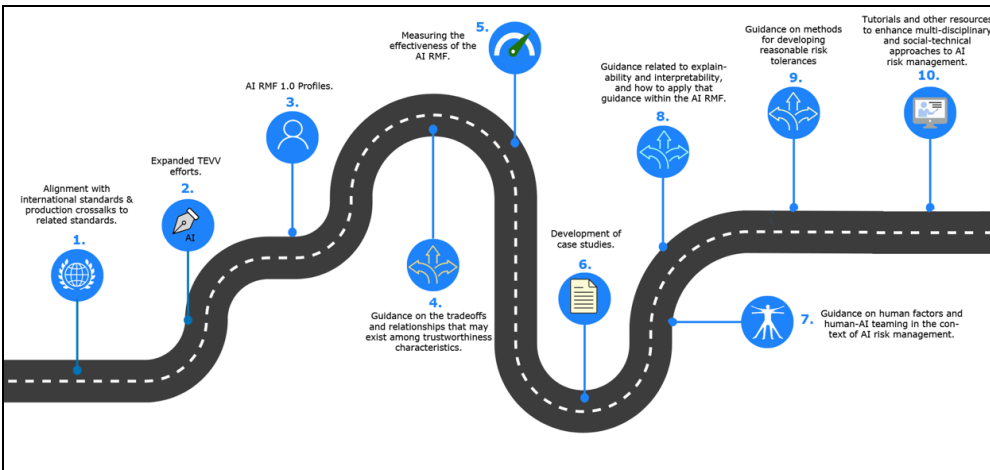 Alignment with
international standards &
production crossalks to
related standards.
1.
Expanded TEVV
efforts.
2.
AI
AI RMF 1.0 Profiles.
3.
4.
Guidance on the tradeoffs
and relationships that may
exist among trustworthiness
characteristics.
Measuring the
effectiveness of the
AI RMF.
5.
Development of
case studies.
6.
7.
Guidance on human factors and
human-AI teaming in the con-
text of AI risk management.
Guidance related to explain-
ability and interpretability,
and how to apply that
guidance within the AI RMF.
8.
Guidance on methods
for developing
reasonable risk
tolerances
9.
Tutorials and other resources
to enhance multi-disciplinary
and social-technical
approaches to AI
risk management.
10.